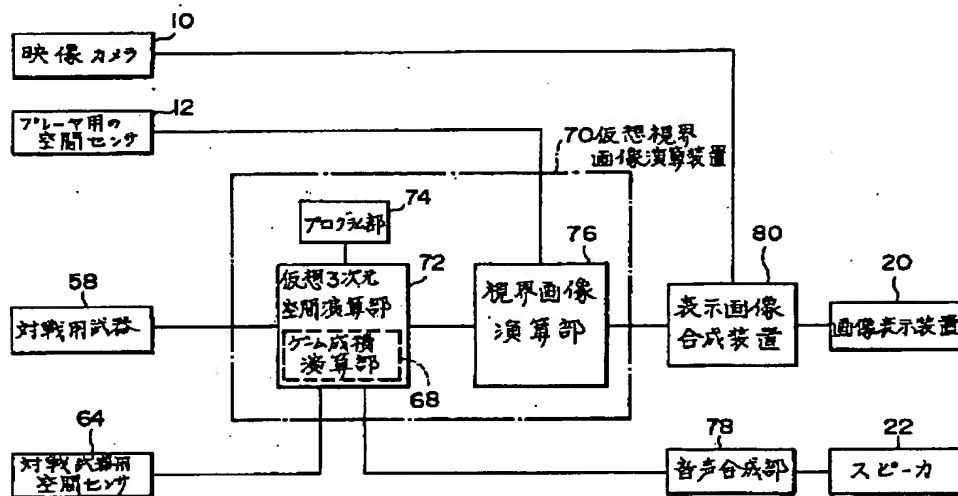 10
映像カメラ
12
プレーヤ用の
空間センサ
70 仮想視界
画像演算装置
74
プログラム部
72
仮想3次元
空間演算部
ゲーム成積
演算部
68
76
視界画像
演算部
80
表示画像
合成装置
20
画像表示装置
58
対戦用武器
64
対戦武器用
空間センサ
78
音声合成部
22
スピーカ